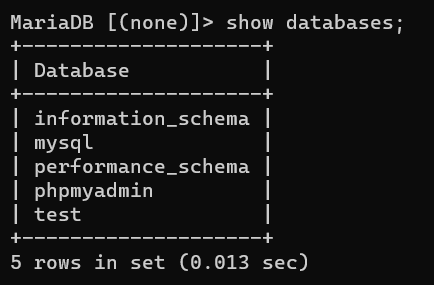 MariaDB [(none)]> show databases;
+--------------------+
| Database           |
+--------------------+
| information_schema |
| mysql              |
| performance_schema |
| phpmyadmin         |
| test               |
+--------------------+
5 rows in set (0.013 sec)